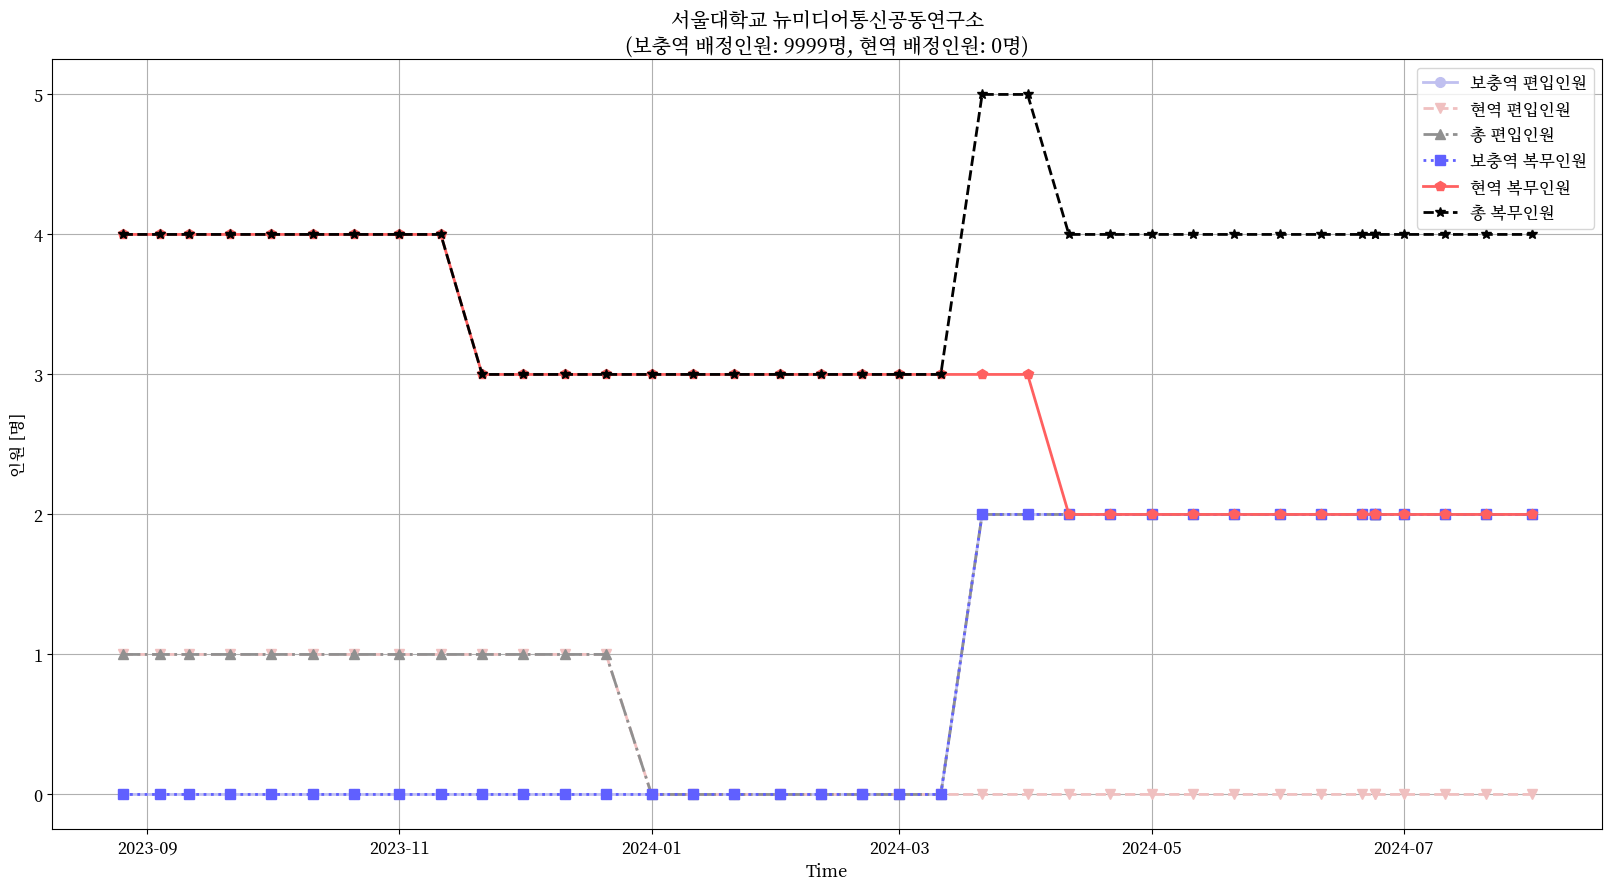 서울대학교 뉴미디어통신공동연구소
(보충역 배정인원: 9999명, 현역 배정인원: 0명)
보충역 편입인원
현역 편입인원
총 편입인원
보충역 복무인원
현역 복무인원
총 복무인원
인원 [명]
5
4
3
2
1
0
2023-09
2023-11
2024-01
2024-03
2024-05
2024-07
Time